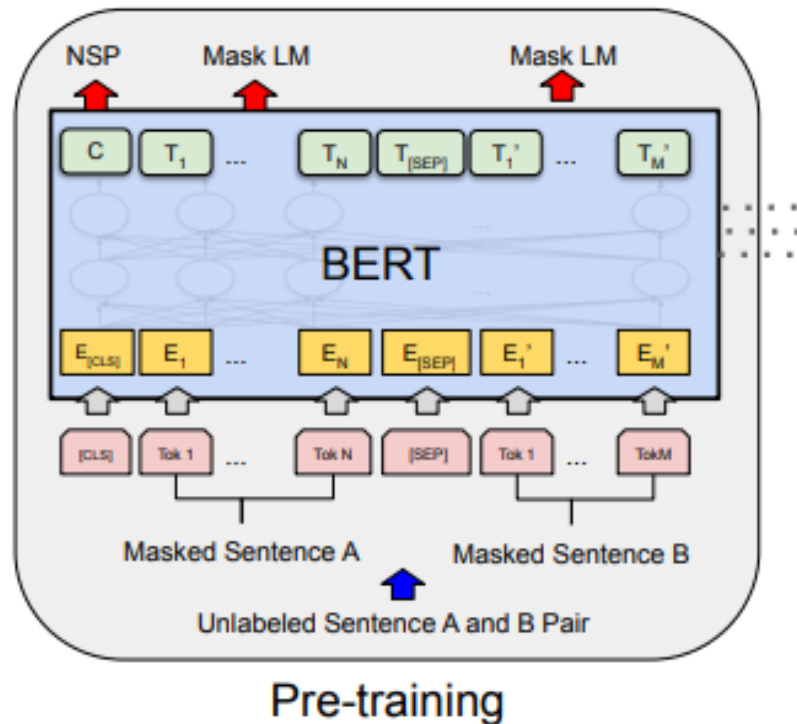 NSP Mask LM Mask LM
C T1 ... TN T[SEP] T1’ ... TM’
...
BERT
...
E[CLS] E1 ... EN E[SEP] E1’ ... EM’
[CLS] Tok 1 ... Tok N [SEP] Tok 1 ... TokM
Masked Sentence A Masked Sentence B
Unlabeled Sentence A and B Pair
Pre-training